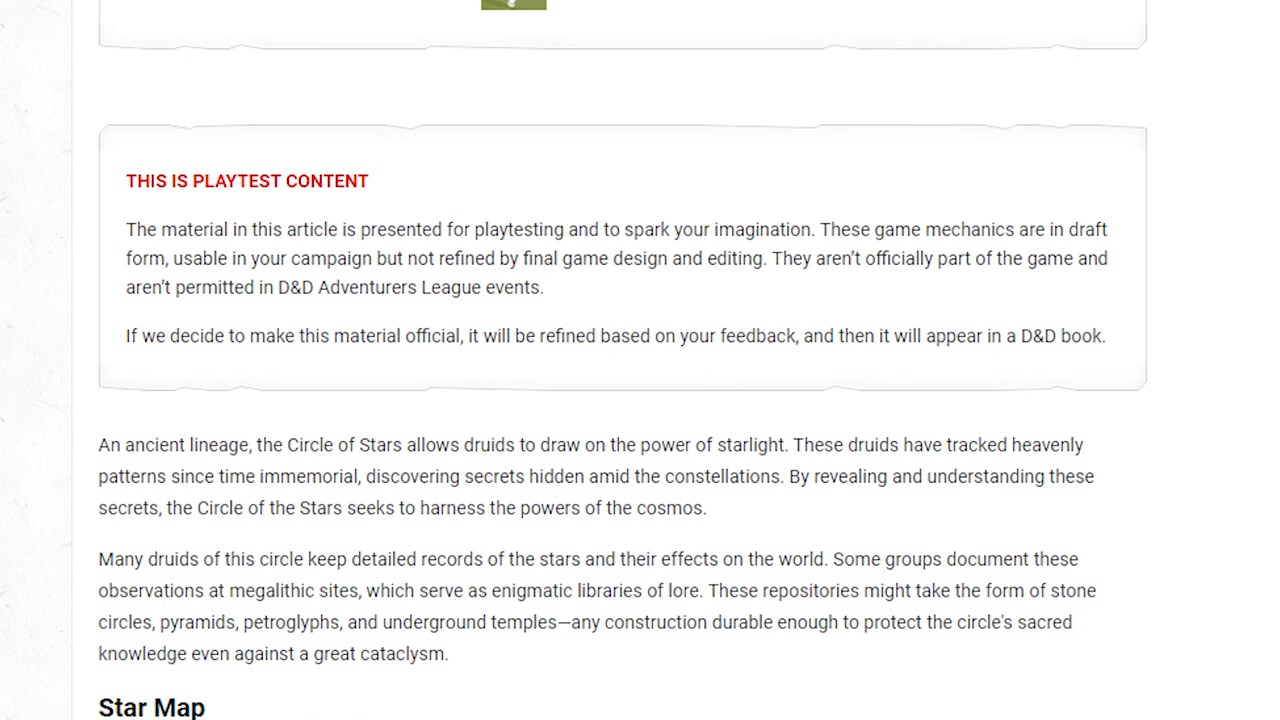 THIS IS PLAYTEST CONTENT
The material in this article is presented for playtesting and to spark your imagination. These game mechanics are in draft
form, usable in your campaign but not refined by final game design and editing. They aren’t officially part of the game and
aren’t permitted in D&D Adventurers League events.
If we decide to make this material official, it will be refined based on your feedback, and then it will appear in a D&D book.
An ancient lineage, the Circle of Stars allows druids to draw on the power of starlight. These druids have tracked heavenly
patterns since time immemorial, discovering secrets hidden amid the constellations. By revealing and understanding these
secrets, the Circle of the Stars seeks to harness the powers of the cosmos.
Many druids of this circle keep detailed records of the stars and their effects on the world. Some groups document these
observations at megalithic sites, which serve as enigmatic libraries of lore. These repositories might take the form of stone
circles, pyramids, petroglyphs, and underground temples—any construction durable enough to protect the circle's sacred
knowledge even against a great cataclysm.
Star Map